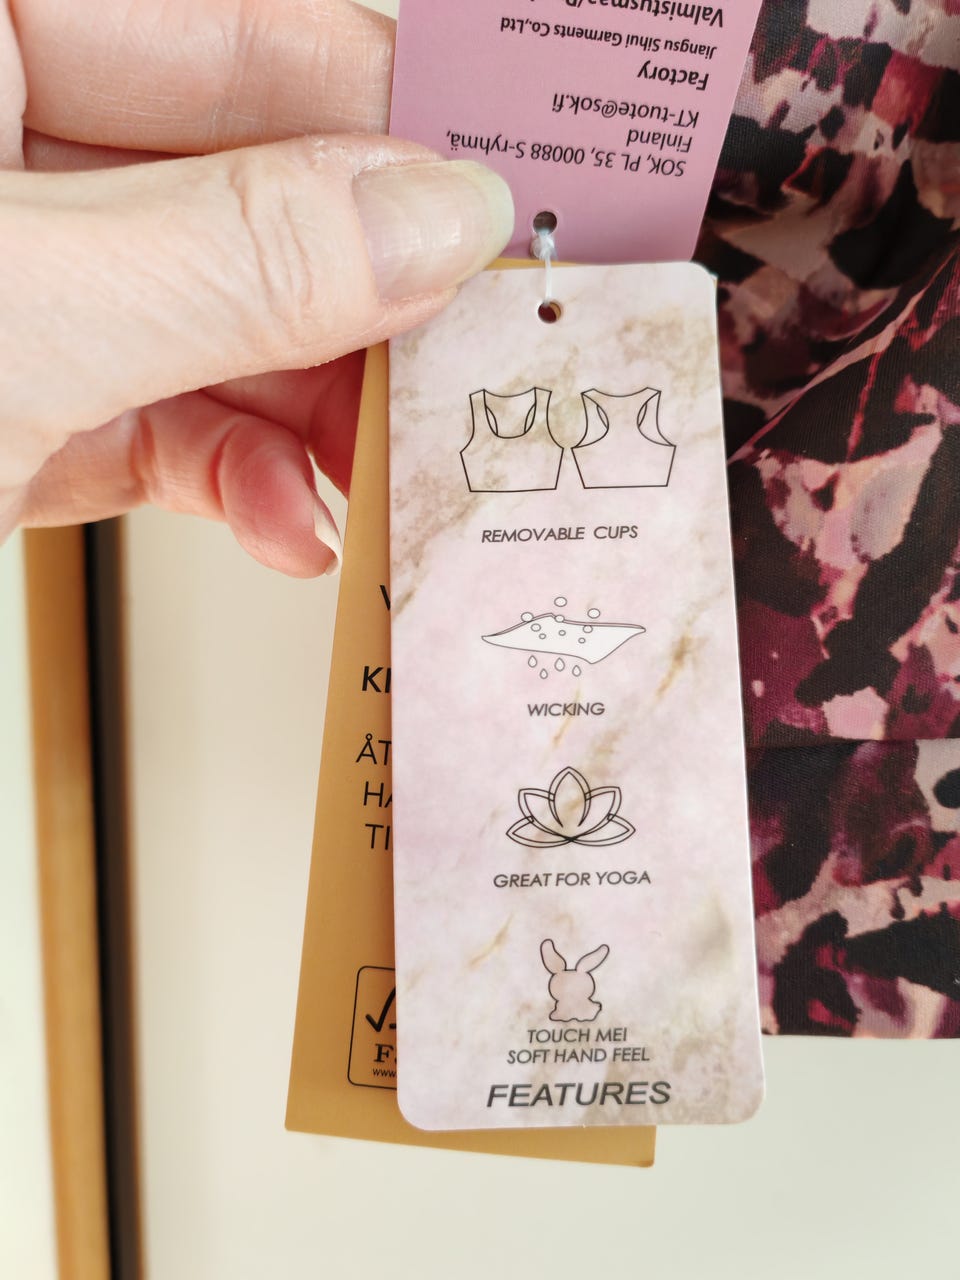 SOK, PL 35, 00088 S-ryhmä,
Finland
KT-tuote@sok.fi
Factory
Jiangsu Sihui Garments Co.,Ltd
REMOVABLE CUPS
WICKING
GREAT FOR YOGA
TOUCH ME!
SOFT HAND FEEL
FEATURES
www.